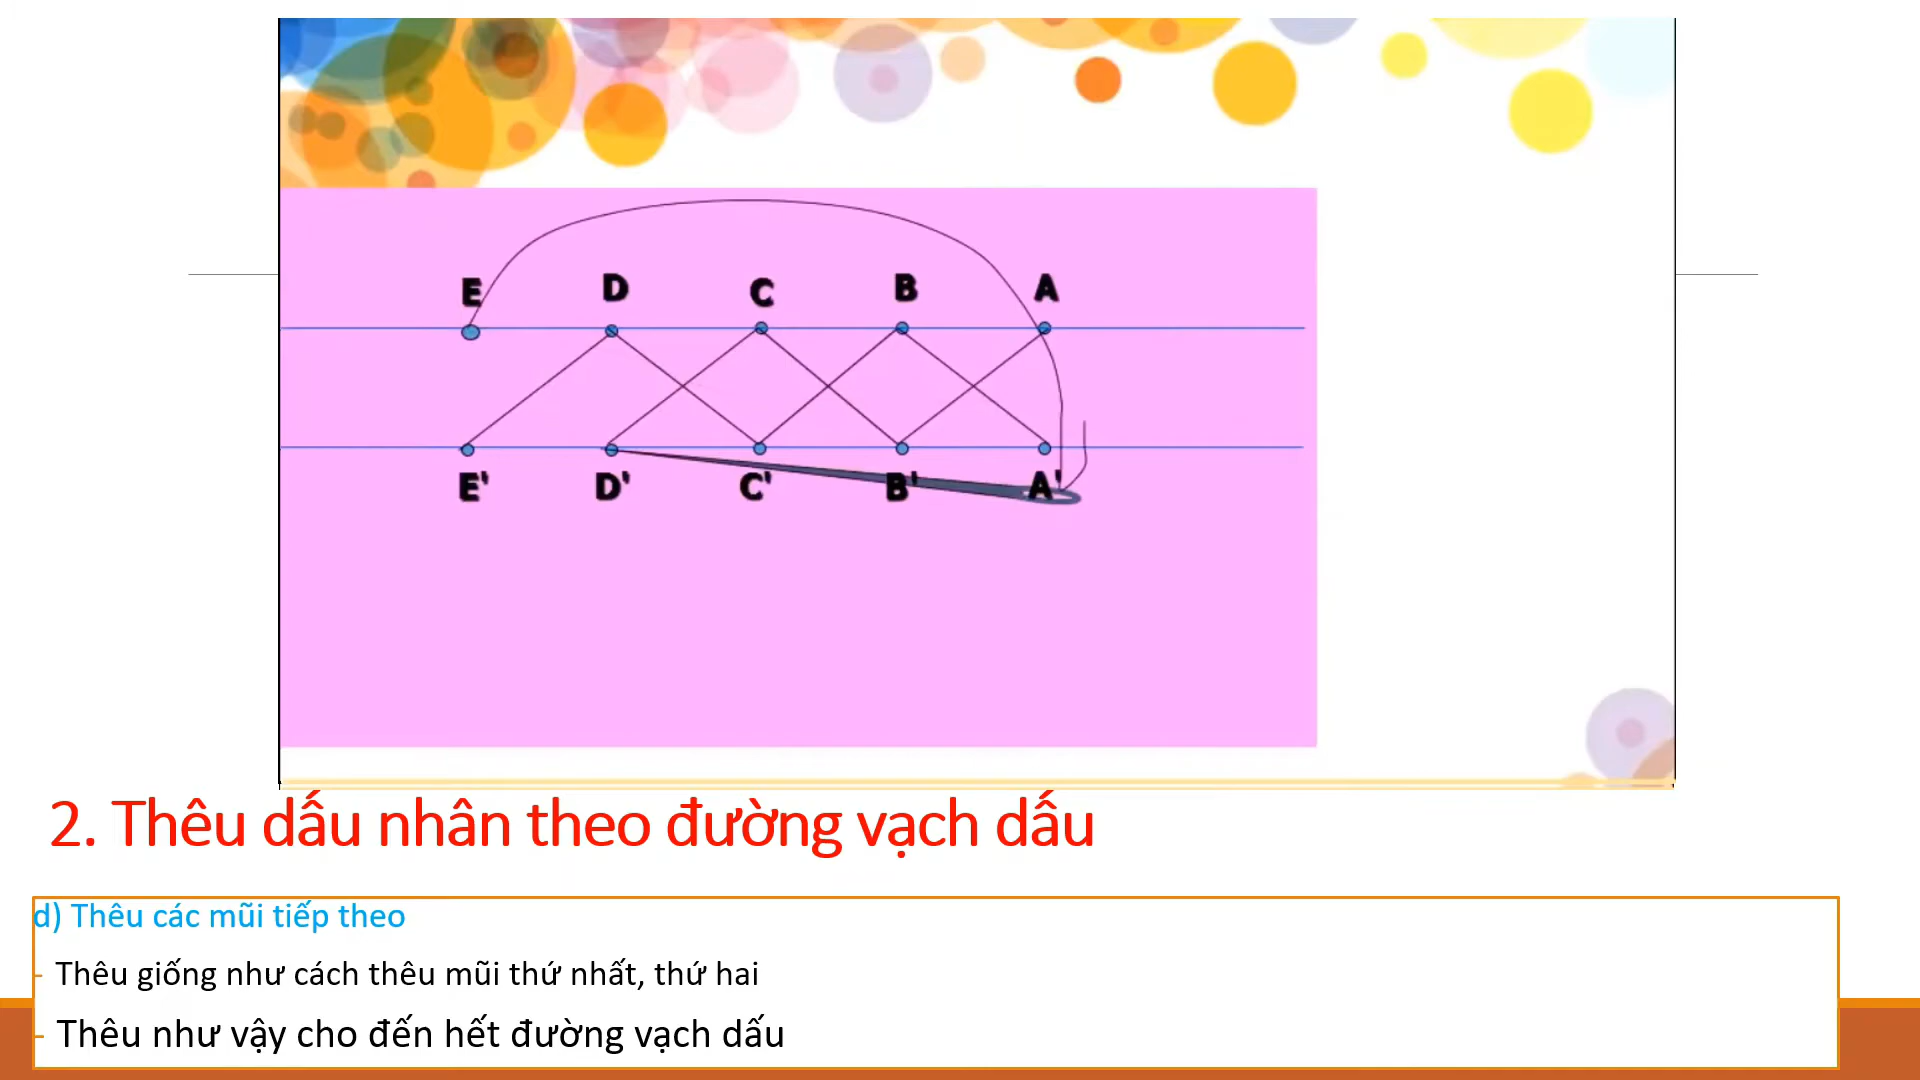 E D C B A
E' D' C' B' A'
2. Thêu dấu nhân theo đường vạch dấu
d) Thêu các mũi tiếp theo
- Thêu giống như cách thêu mũi thứ nhất, thứ hai
- Thêu như vậy cho đến hết đường vạch dấu